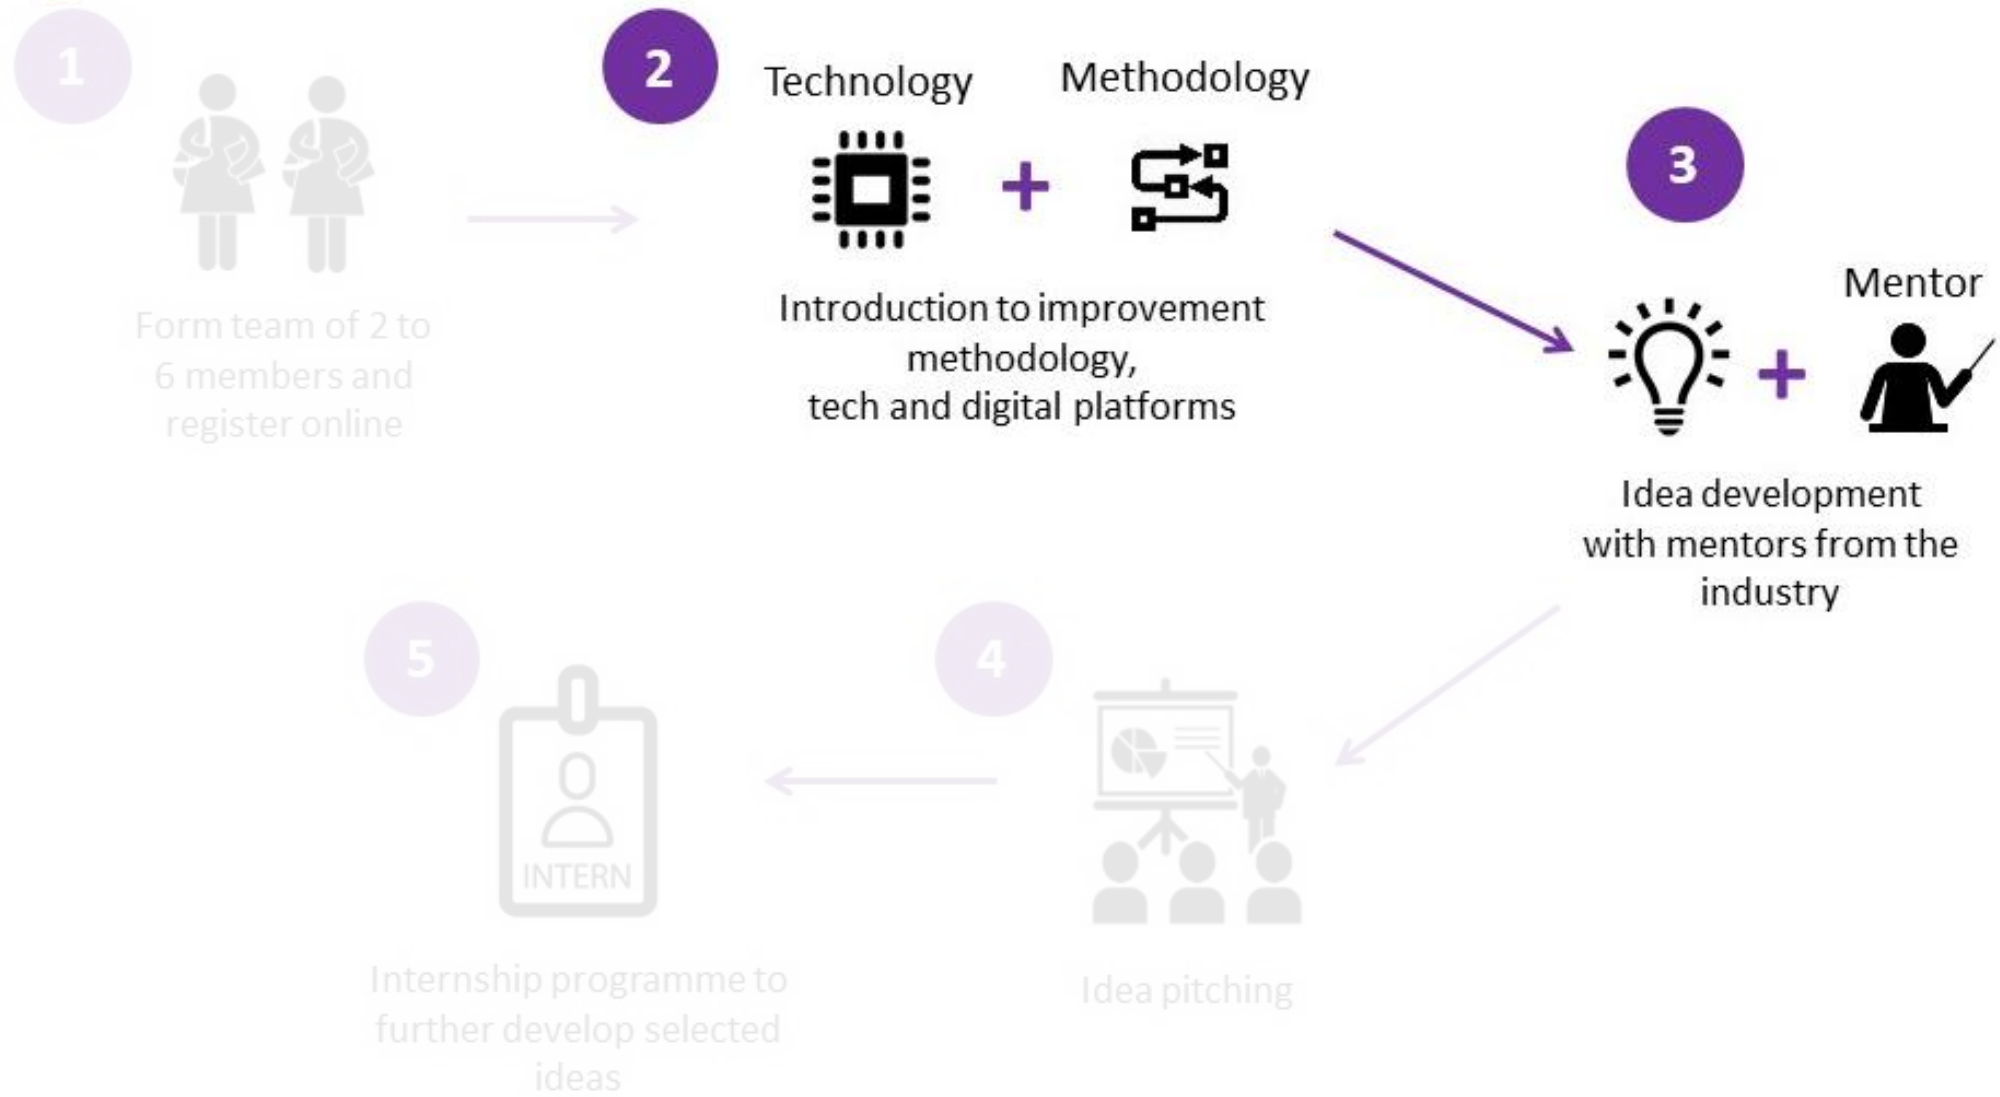 1
Form team of 2 to
6 members and
register online
2
Technology
Methodology
Introduction to improvement
methodology,
tech and digital platforms
3
Mentor
Idea development
with mentors from the
industry
4
Idea pitching
5
INTERN
Internship programme to
further develop selected
ideas